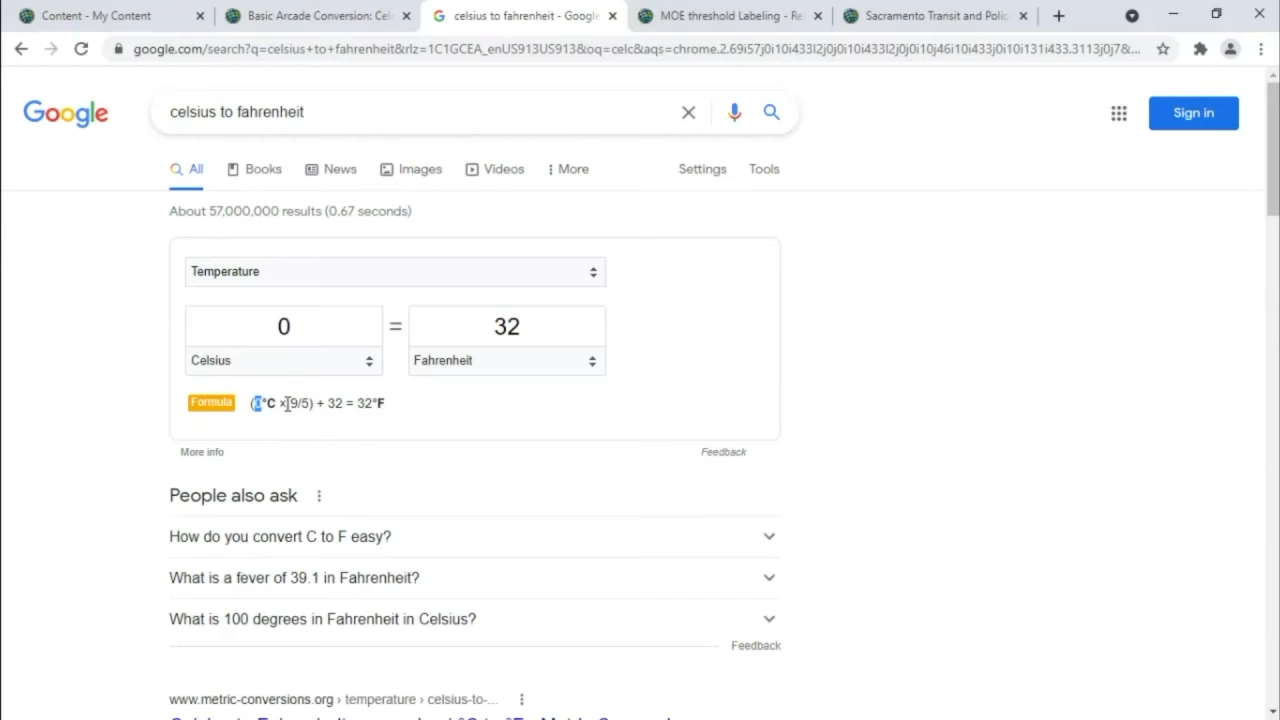 Content - My Content
Basic Arcade Conversion: Cel
celsius to fahrenheit - Google
MOE threshold Labeling - Re
Sacramento Transit and Polic
google.com/search?q=celsius+to+fahrenheit&rlz=1C1GCEA_enUS913US913&oq=celc&aqs=chrome.2.69i57j0i10i433l2j0j0i10i433l2j0j0i10j46i10i433j0i10i131i433.3113j0j7&...
Google
celsius to fahrenheit
Sign in
All
Books
News
Images
Videos
More
Settings
Tools
About 57,000,000 results (0.67 seconds)
Temperature
0 = 32
Celsius
Fahrenheit
Formula (0°C × 9/5) + 32 = 32°F
More info
Feedback
People also ask
How do you convert C to F easy?
What is a fever of 39.1 in Fahrenheit?
What is 100 degrees in Fahrenheit in Celsius?
Feedback
www.metric-conversions.org › temperature › celsius-to-...